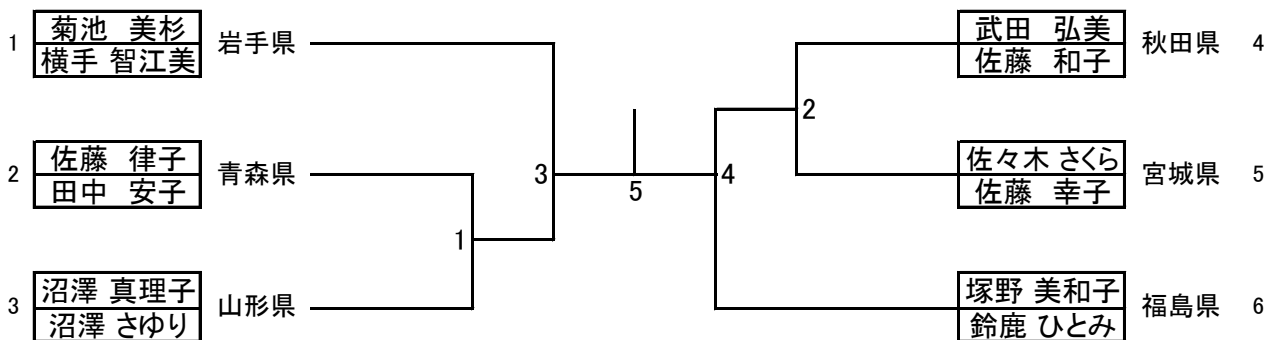 1 菊池 美杉 岩手県
横手 智江美
2 佐藤 律子 青森県
田中 安子
3 沼澤 真理子 山形県
沼澤 さゆり
3
1
5
4
2
武田 弘美 秋田県 4
佐藤 和子
佐々木 さくら 宮城県 5
佐藤 幸子
塚野 美和子 福島県 6
鈴鹿 ひとみ